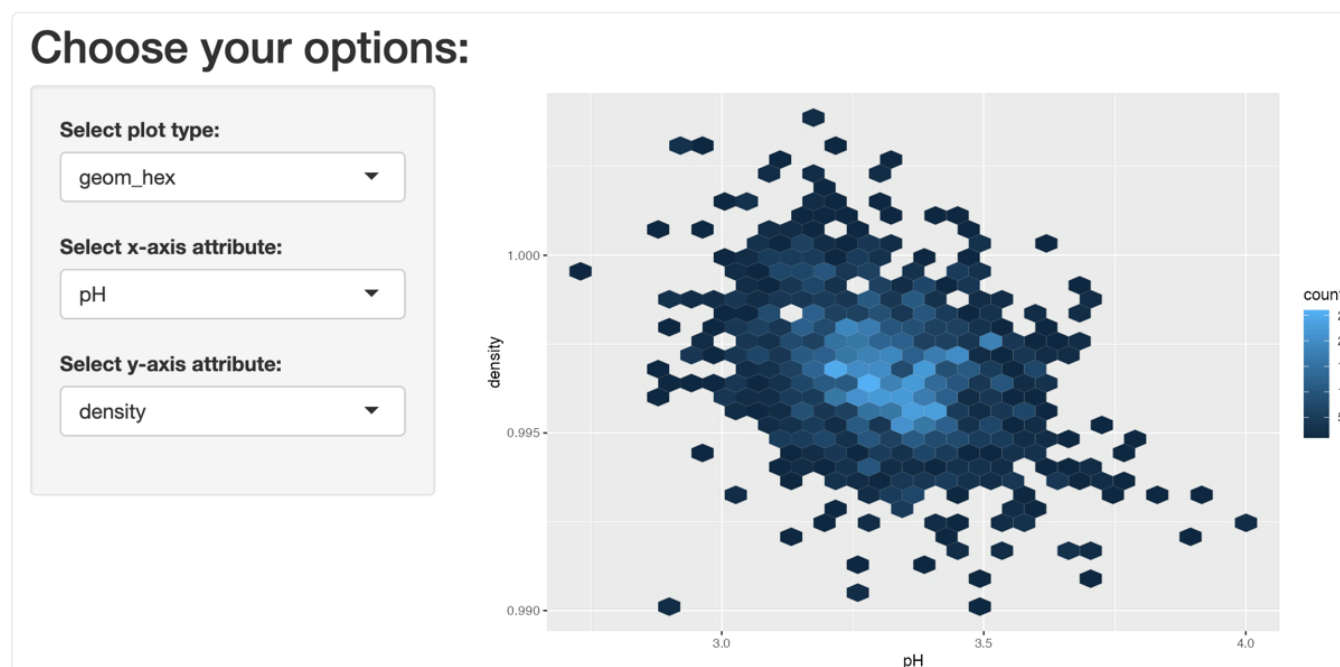 Choose your options:
Select plot type:
geom_hex
Select x-axis attribute:
pH
Select y-axis attribute:
density
density
1.000
0.995
0.990
3.0
3.5
4.0
pH